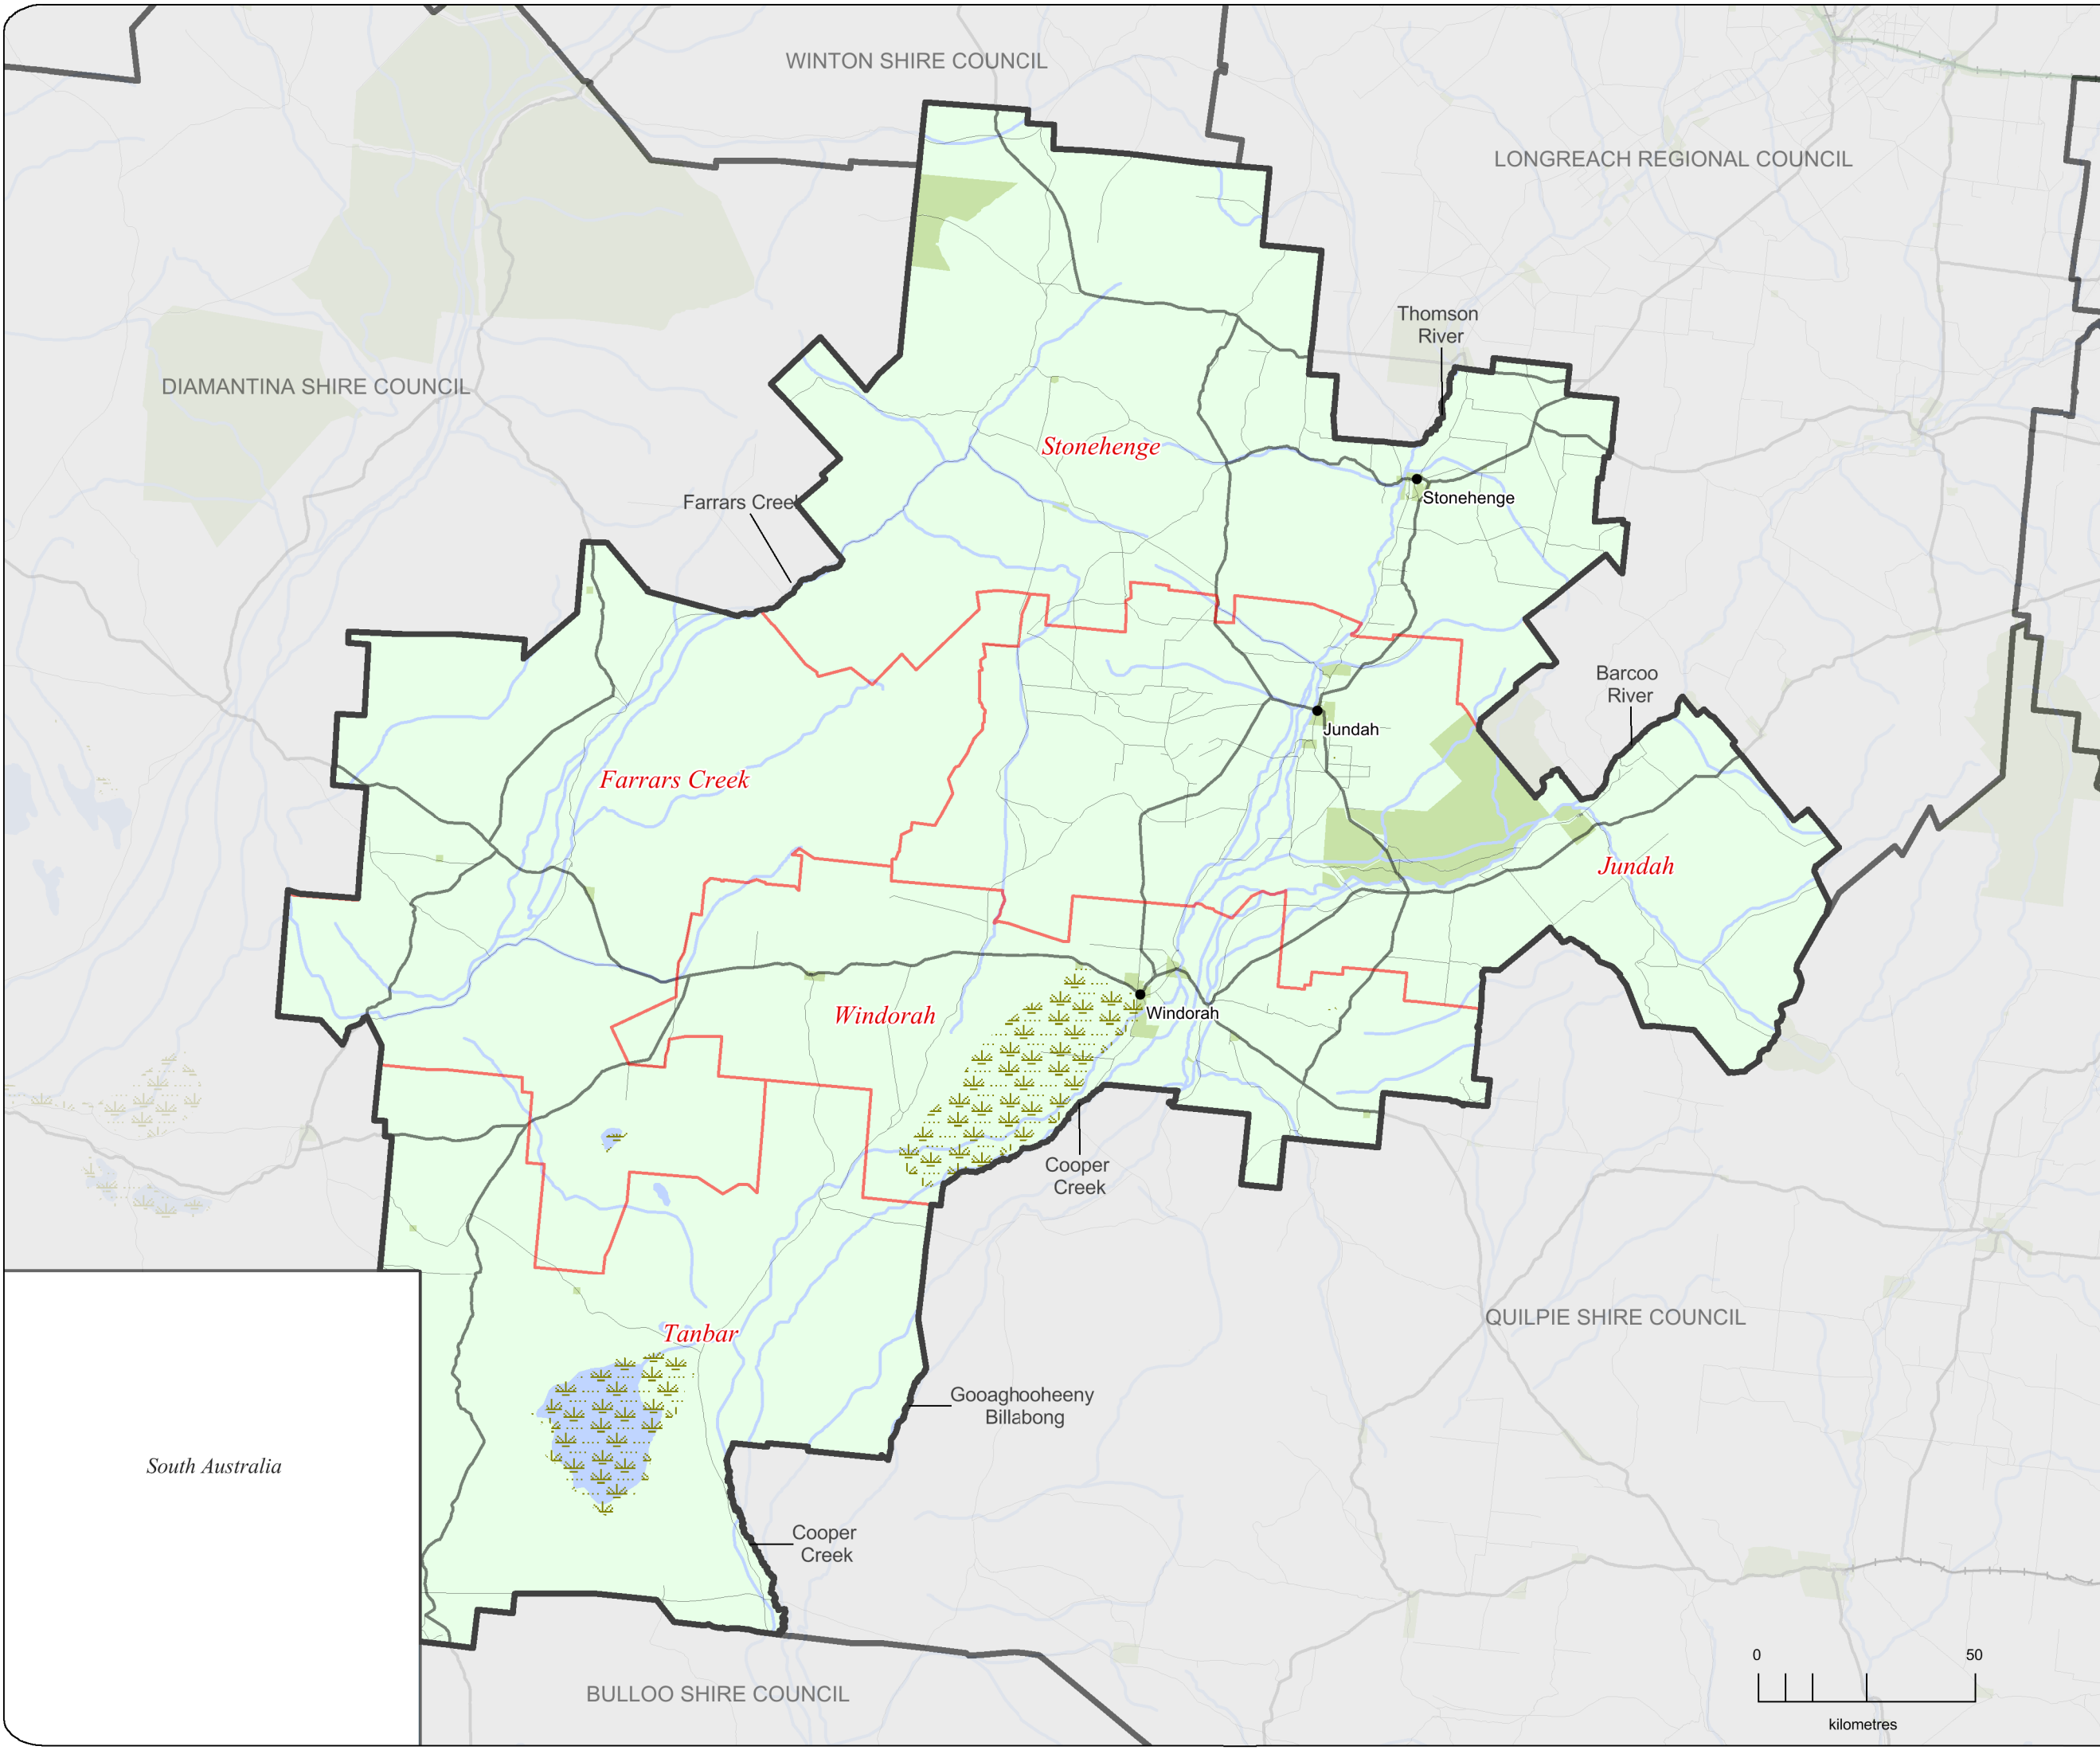 WINTON SHIRE COUNCIL
LONGREACH REGIONAL COUNCIL
Thomson
River
DIAMANTINA SHIRE COUNCIL
Stonehenge
Farrars Creek
Stonehenge
Barcoo
River
Jundah
Farrars Creek
Jundah
Windorah
Windorah
Cooper
Creek
QUILPIE SHIRE COUNCIL
Tanbar
Gooaghooheeny
Billabong
South Australia
Cooper
Creek
0 50
kilometres
BULLOO SHIRE COUNCIL